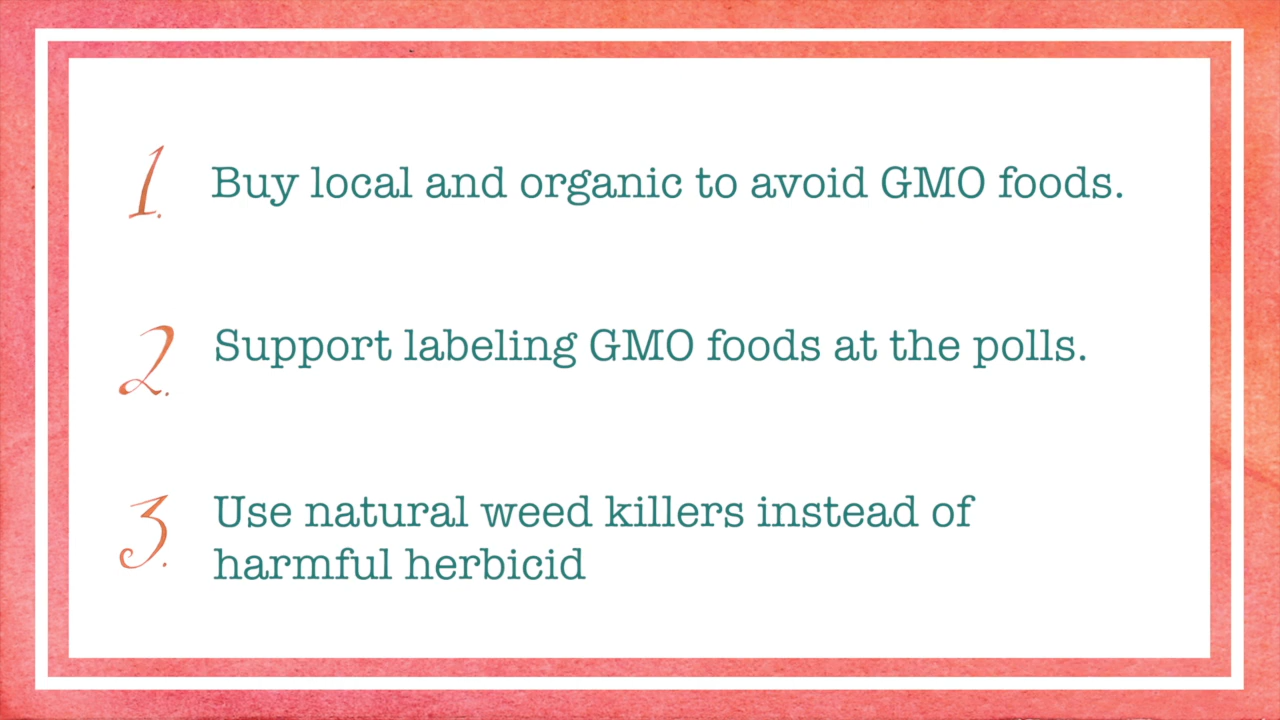 1. Buy local and organic to avoid GMO foods.
2. Support labeling GMO foods at the polls.
3. Use natural weed killers instead of
harmful herbicid